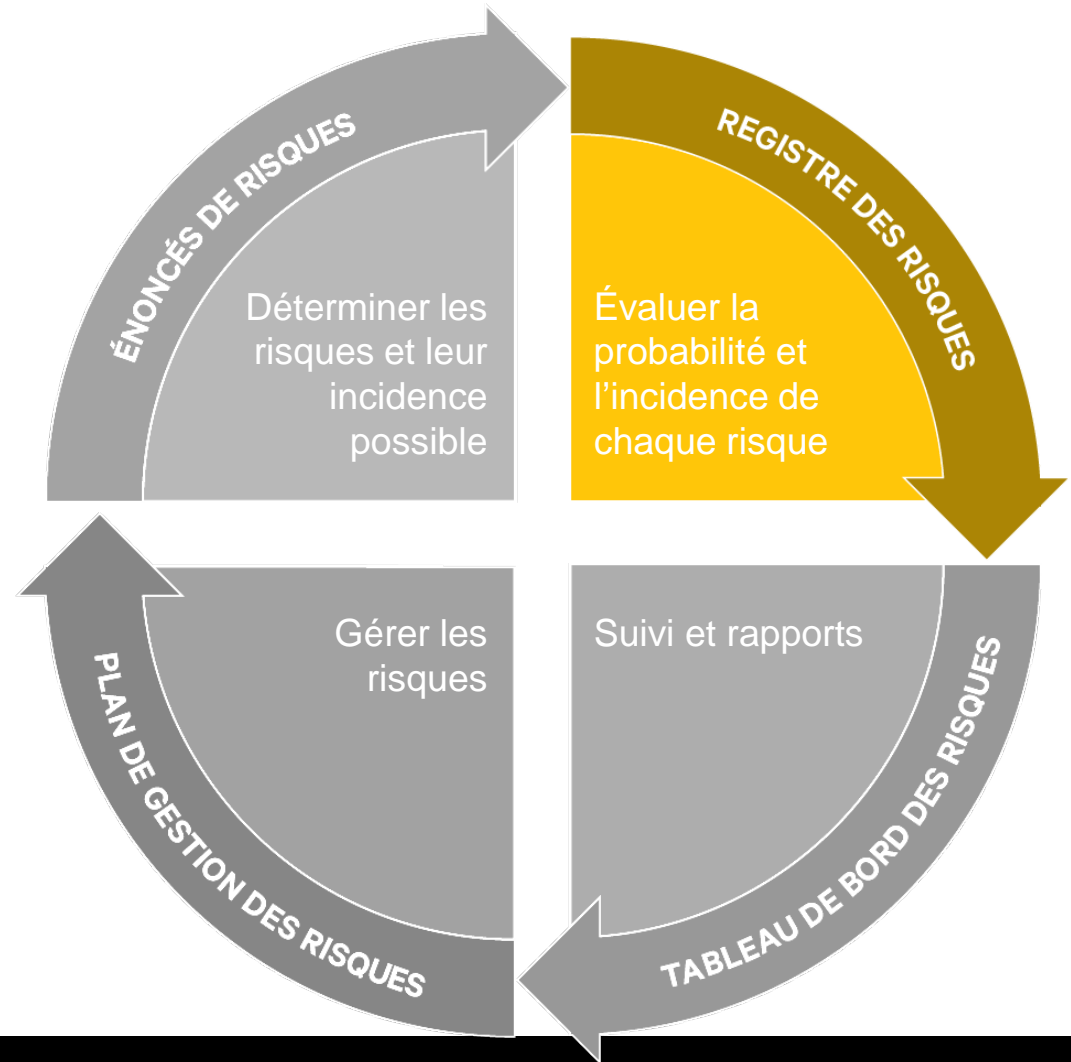 ÉNONCÉS DE RISQUES
Déterminer les
risques et leur
incidence
possible
REGISTRE DES RISQUES
Évaluer la
probabilité et
l'incidence de
chaque risque
TABLEAU DE BORD DES RISQUES
Suivi et rapports
PLAN DE GESTION DES RISQUES
Gérer les
risques